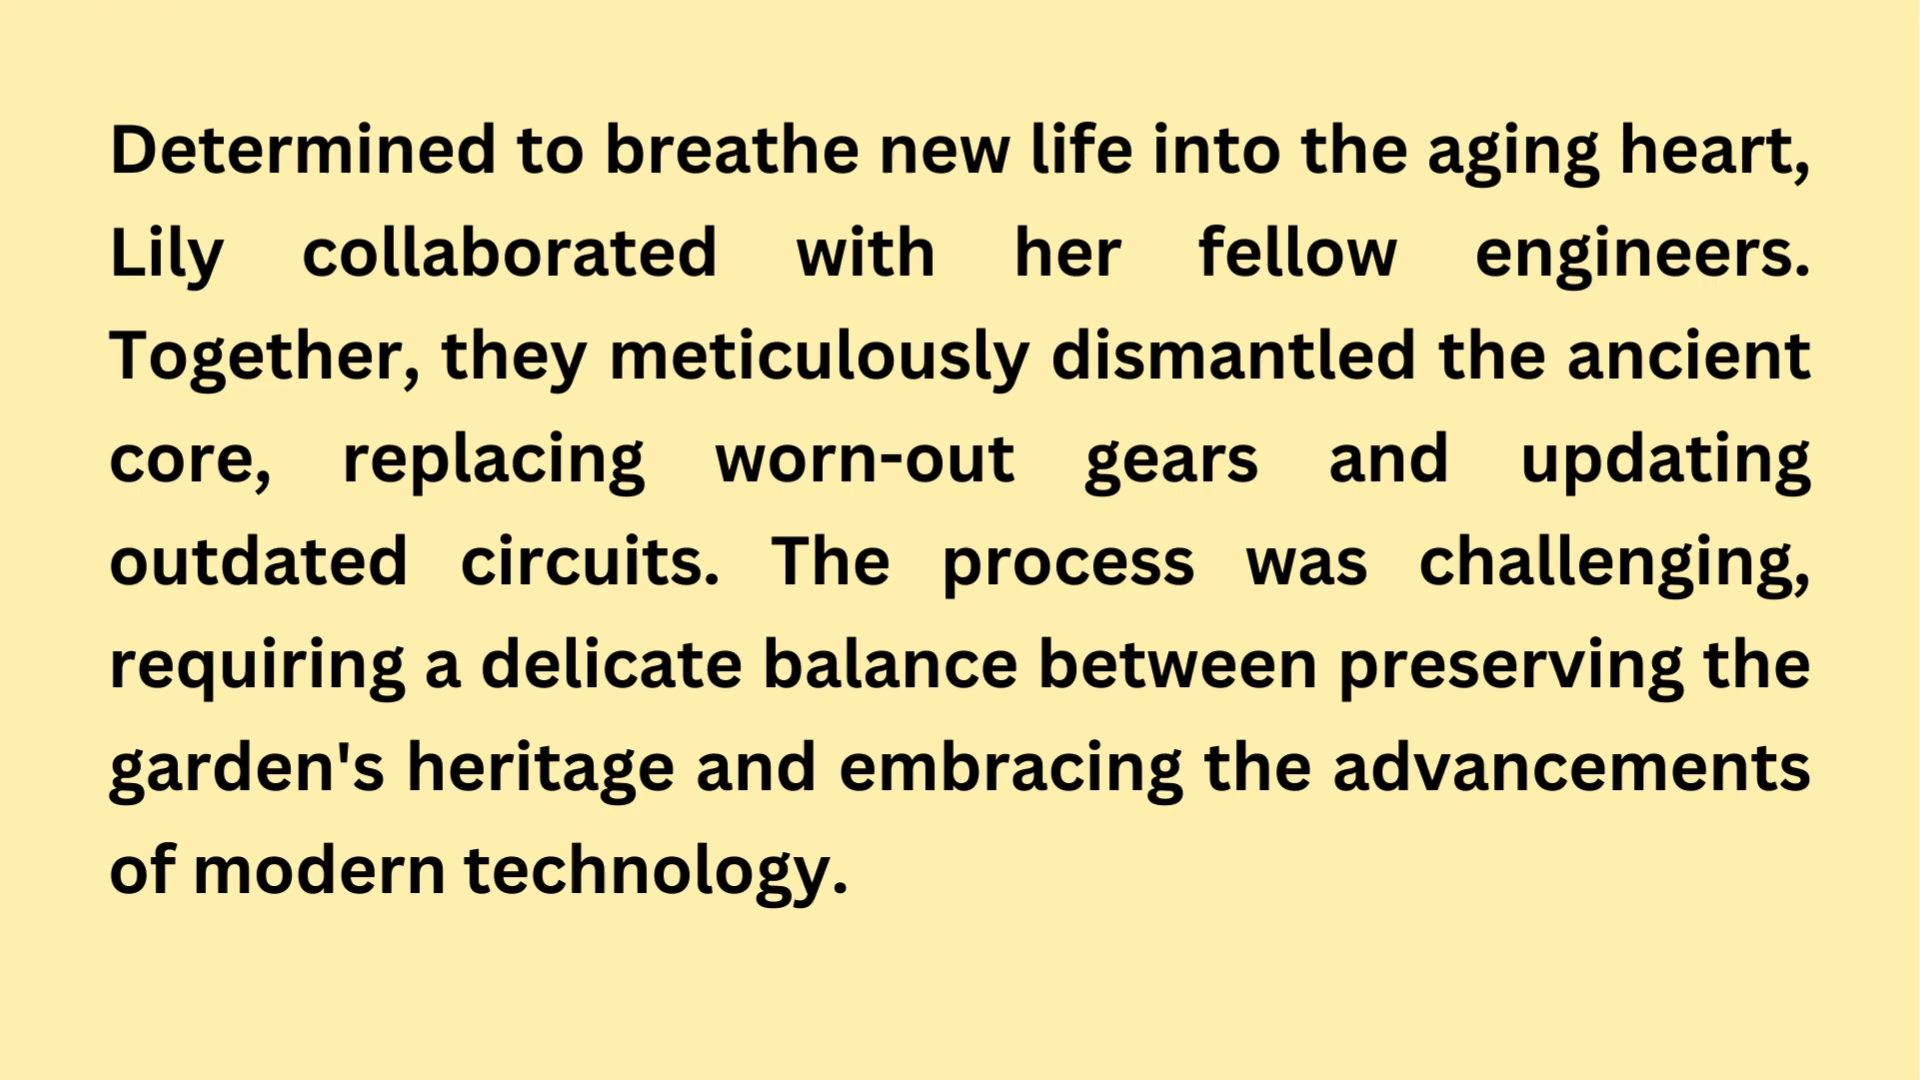 Determined to breathe new life into the aging heart,
Lily collaborated with her fellow engineers.
Together, they meticulously dismantled the ancient
core, replacing worn-out gears and updating
outdated circuits. The process was challenging,
requiring a delicate balance between preserving the
garden's heritage and embracing the advancements
of modern technology.